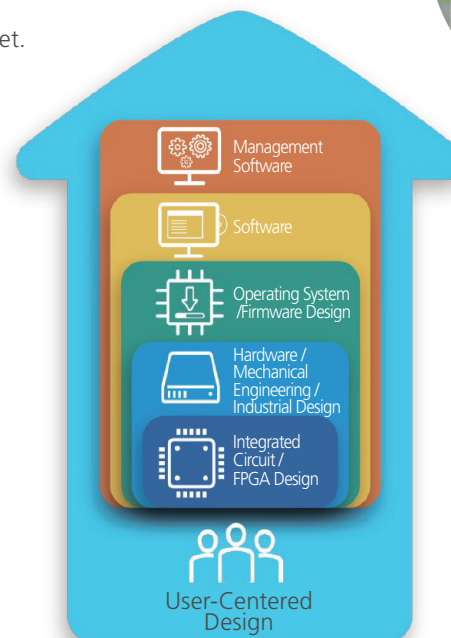 et.
Management
Software
Software
Operating System
/Firmware Design
Hardware /
Mechanical
Engineering /
Industrial Design
Integrated
Circuit /
FPGA Design
User-Centered
Design